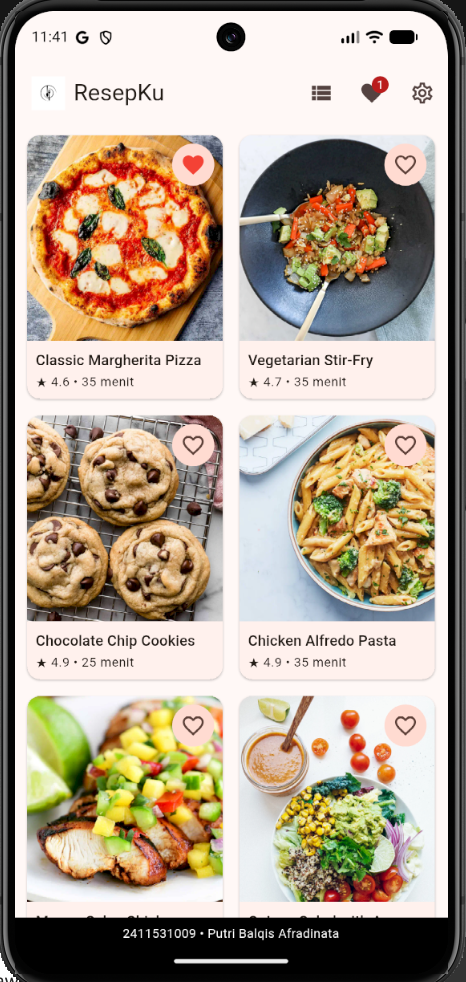 11:41 G
ResepKu
1
Classic Margherita Pizza
★ 4.6 • 35 menit
Vegetarian Stir-Fry
★ 4.7 • 35 menit
Chocolate Chip Cookies
★ 4.9 • 25 menit
Chicken Alfredo Pasta
★ 4.9 • 35 menit
2411531009 • Putri Balqis Afradinata